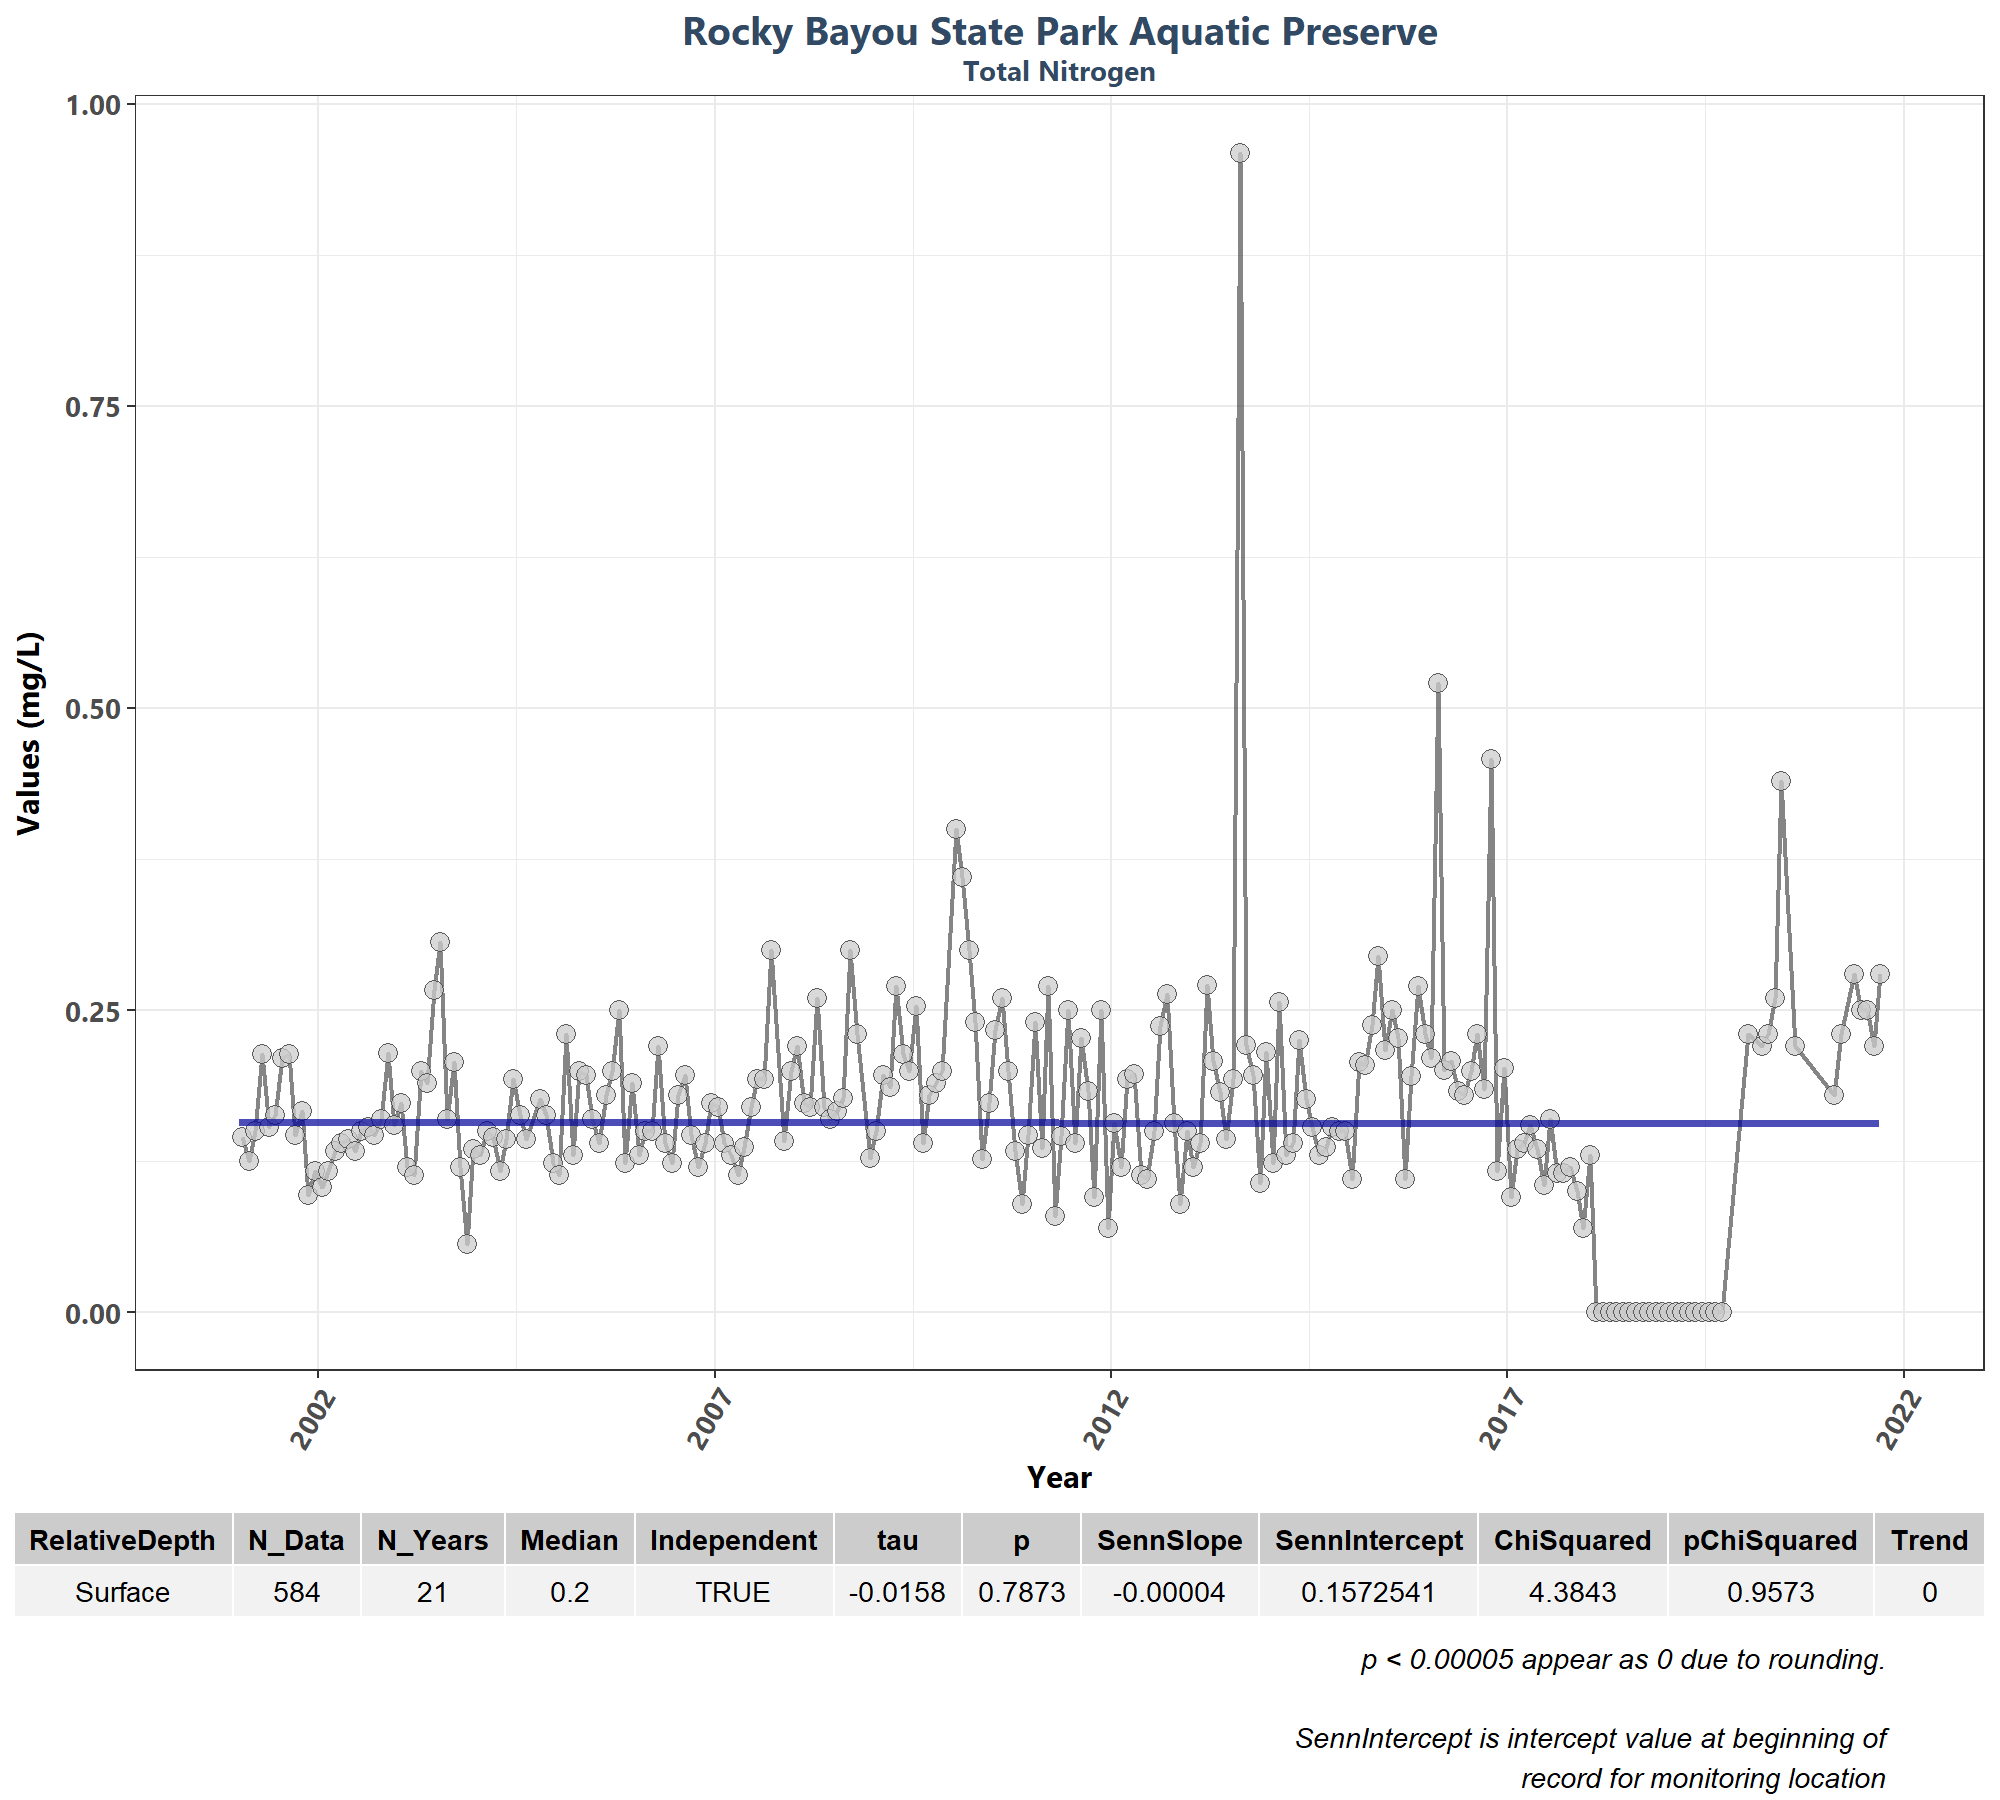 Rocky Bayou State Park Aquatic Preserve
Total Nitrogen
1.00
0.75
0.50
0.25
0.00
Values (mg/L)
2002
2007
2012
2017
2022
Year
RelativeDepth N_Data N_Years Median Independent tau p SennSlope SennIntercept ChiSquared pChiSquared Trend
Surface 584 21 0.2 TRUE -0.0158 0.7873 -0.00004 0.1572541 4.3843 0.9573 0
p < 0.00005 appear as 0 due to rounding.
SennIntercept is intercept value at beginning of
record for monitoring location